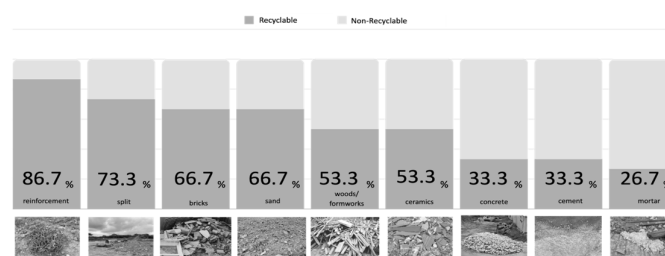 Recyclable Non-Recyclable
86.7 % 73.3 % 66.7 % 66.7 % 53.3 % 53.3 % 33.3 % 33.3 % 26.7
reinforcement split bricks sand woods/ ceramics concrete cement mortar
formworks